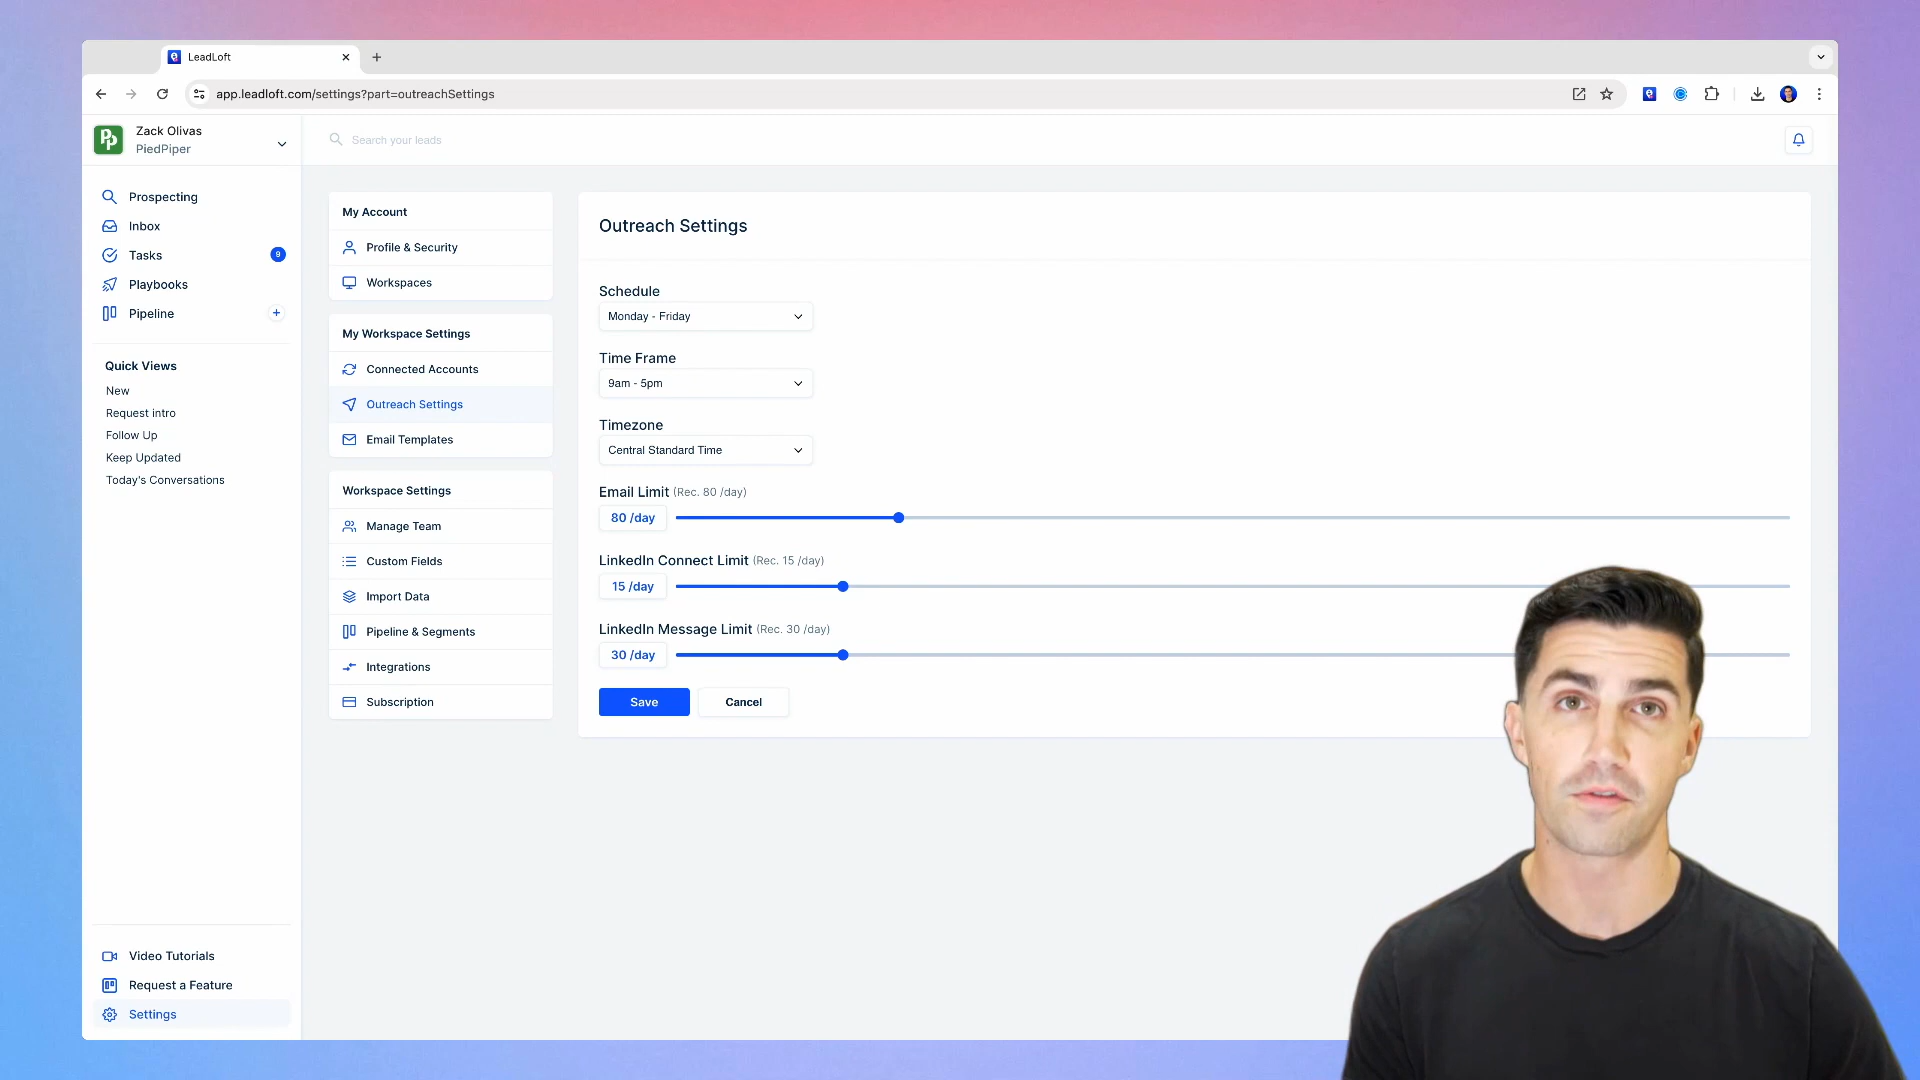 LeadLoft
app.leadloft.com/settings?part=outreachSettings
Zack Olivas
PiedPiper
Search your leads
Prospecting
Inbox
Tasks
9
Playbooks
Pipeline
Quick Views
New
Request intro
Follow Up
Keep Updated
Today's Conversations
Video Tutorials
Request a Feature
Settings
My Account
Profile & Security
Workspaces
My Workspace Settings
Connected Accounts
Outreach Settings
Email Templates
Workspace Settings
Manage Team
Custom Fields
Import Data
Pipeline & Segments
Integrations
Subscription
Outreach Settings
Schedule
Monday - Friday
Time Frame
9am - 5pm
Timezone
Central Standard Time
Email Limit (Rec. 80 /day)
80 /day
LinkedIn Connect Limit (Rec. 15 /day)
15 /day
LinkedIn Message Limit (Rec. 30 /day)
30 /day
Save Cancel